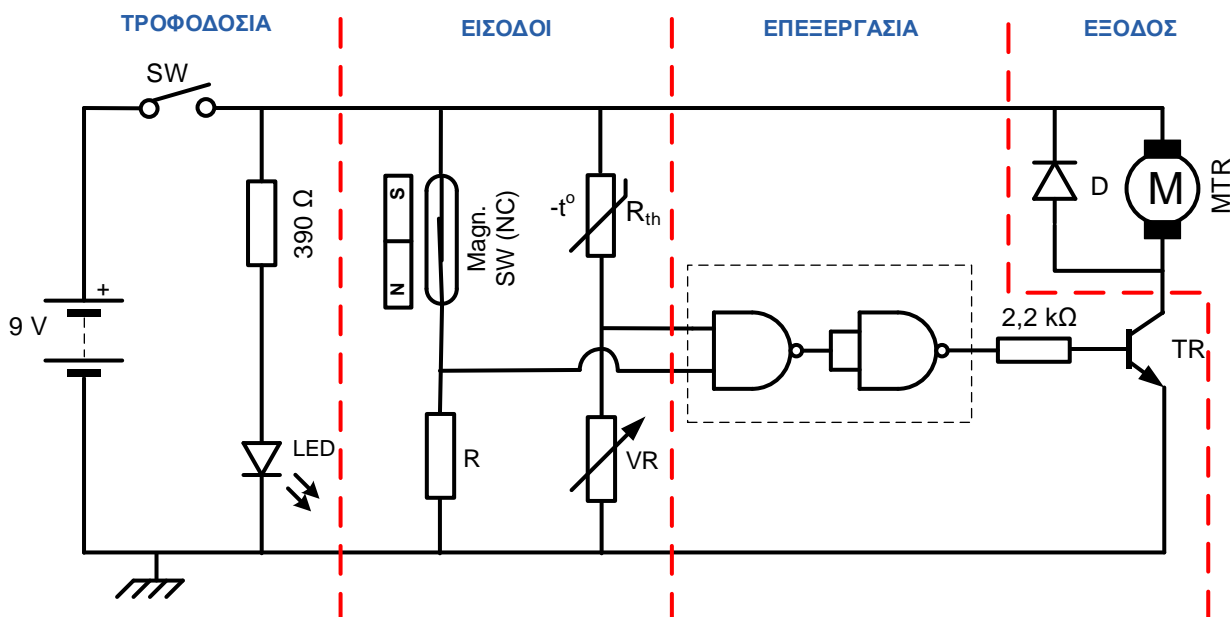 ΤΡΟΦΟΔΟΣΙΑ
ΕΙΣΟΔΟΙ
ΕΠΕΞΕΡΓΑΣΙΑ
ΕΞΟΔΟΣ
SW
9 V
+
390 Ω
LED
S
N
Magn.
SW (NC)
R
-t°
Rth
VR
2,2 kΩ
TR
D
M
MTR